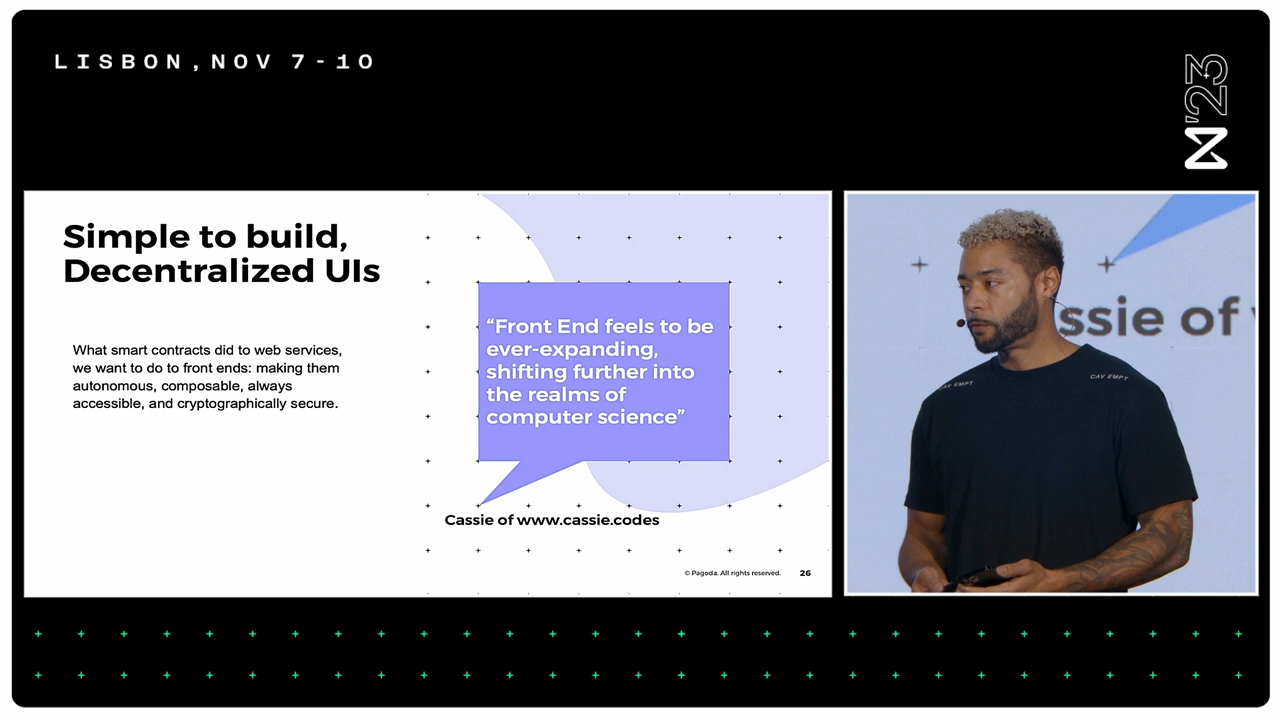 LISBON, NOV 7-10
'23
Simple to build,
Decentralized UIs
What smart contracts did to web services,
we want to do to front ends: making them
autonomous, composable, always
accessible, and cryptographically secure.
“Front End feels to be
ever-expanding,
shifting further into
the realms of
computer science”
Cassie of www.cassie.codes
© Pagoda. All rights reserved. 26
ssie of
CAV EMPT CAV EMPT